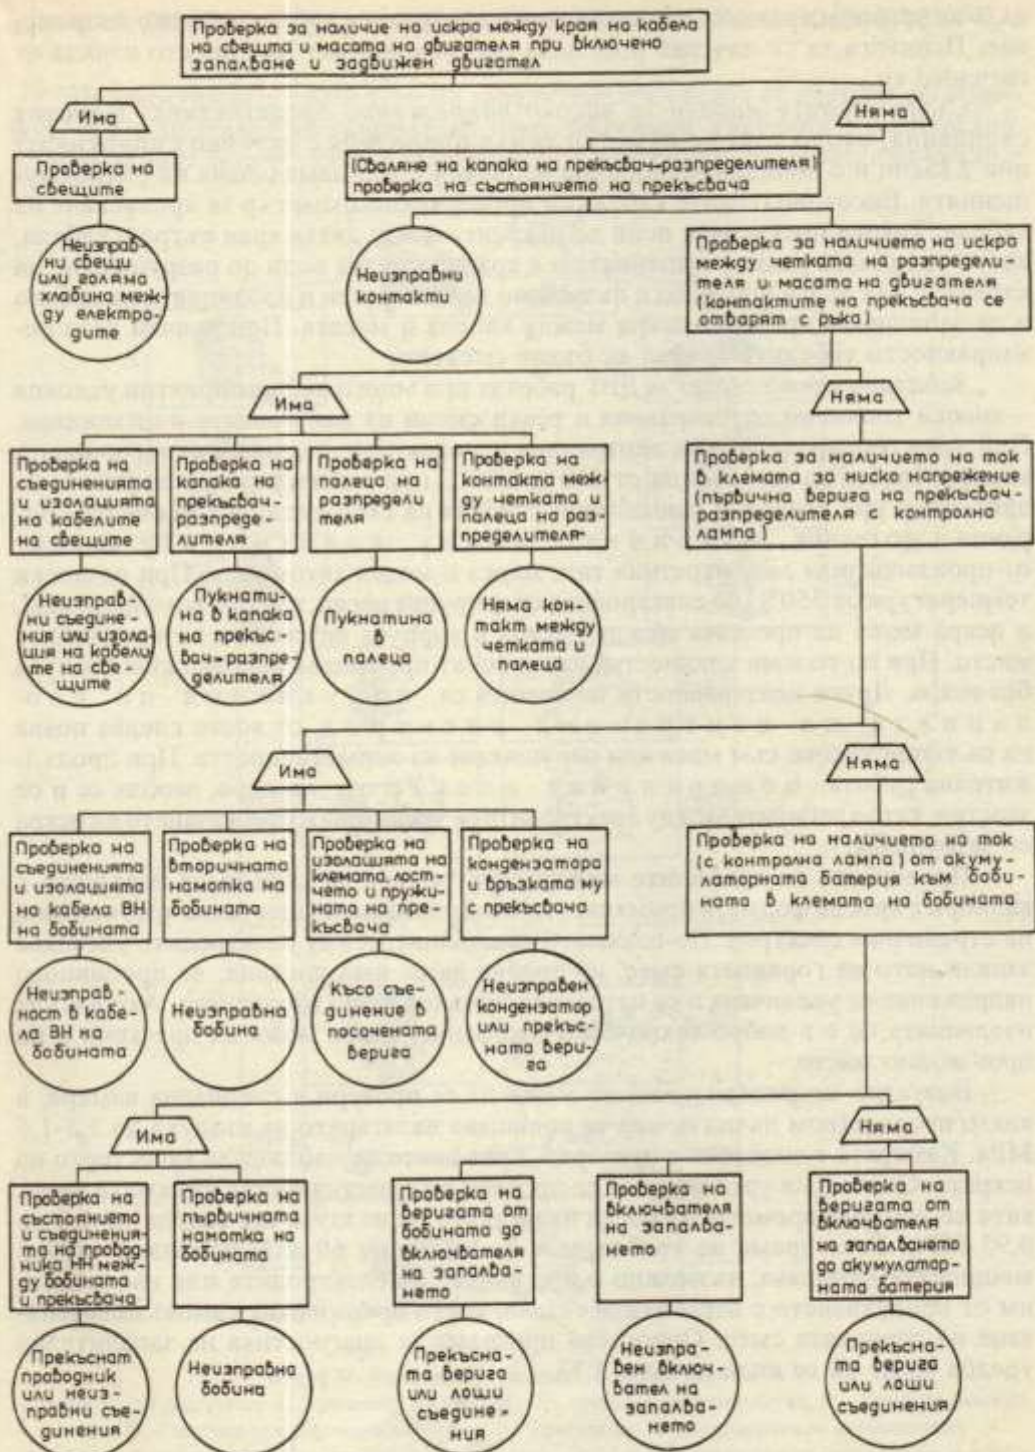 Проверка за наличие на искра между края на кабела
на свещта и масата на двигателя при включено
запалване и задвижен двигател
Има
Няма
Проверка на
свещите
(Сваляне на капака на прекъсвач-разпределителя)
проверка на състоянието на прекъсвача
Неизправ-
ни свещи
или голяма
хлабина меж-
ду електро-
дите
Неизправни
контакти
Проверка за наличието на искра
между четката на разпредели-
теля и масата на двигателя
(контактите на прекъсвача се
отварят с ръка)
Има
Няма
Проверка на
съединенията
и изолацията
на кабелите
на свещите
Проверка на
капака на
прекъсвач-
разпреде-
лителя
Проверка на
палеца на
разпредели
теля
Проверка на
контакта меж-
ду четката и
палеца на раз-
пределителя-
Проверка за наличието на ток
в клемата за ниско напрежение
(първична верига на прекъсвач-
разпределителя с контролна
лампа)
Неизправ-
ни съедине-
ния или изола-
ция на кабели-
те на све-
щите
Пукнати-
на в капака
на прекъс-
вач-разпре-
делителя
Пукнатина
в
палеца
Няма кон-
такт между
четката и
палеца
Има
Няма
Проверка на
съединенията
и изолацията
на кабела ВН
на бобината
Проверка на
вторичната
намотка на
бобината
Проверка на
изолацията на
клемата, лост-
чето и пружи-
ната на пре-
късвача
Проверка на
кондензатора
и връзката му
с прекъсвача
Проверка на наличието на ток
(с контролна лампа) от акуму-
латорната батерия към боби-
ната в клемата на бобината
Неизправ-
ност в кабе-
ла ВН на
бобината
Неизправна
бобина
Късо съе-
динение в
посочената
верига
Неизправен
кондензатор
или прекъс-
ната вери-
га
Има
Няма
Проверка на
състоянието
и съединения-
та на провод-
ника НН меж-
ду бобината
и прекъсвача
Проверка на
първичната
намотка на
бобината
Проверка на
веригата от
бобината до
включвателя
на запалва-
нето
Проверка на
включвателя
на запалва-
нето
Проверка на
веригата от
включвателя
на запалването
до акумулатор-
ната батерия
Прекъснат
проводник
или неиз-
правни съе-
динения
Неизправна
бобина
Прекъсна-
та верига
или лоши
съедине-
ния
Неизпра-
вен включ-
вател на
запалва-
нето
Прекъсна-
та верига
или лоши
съединения